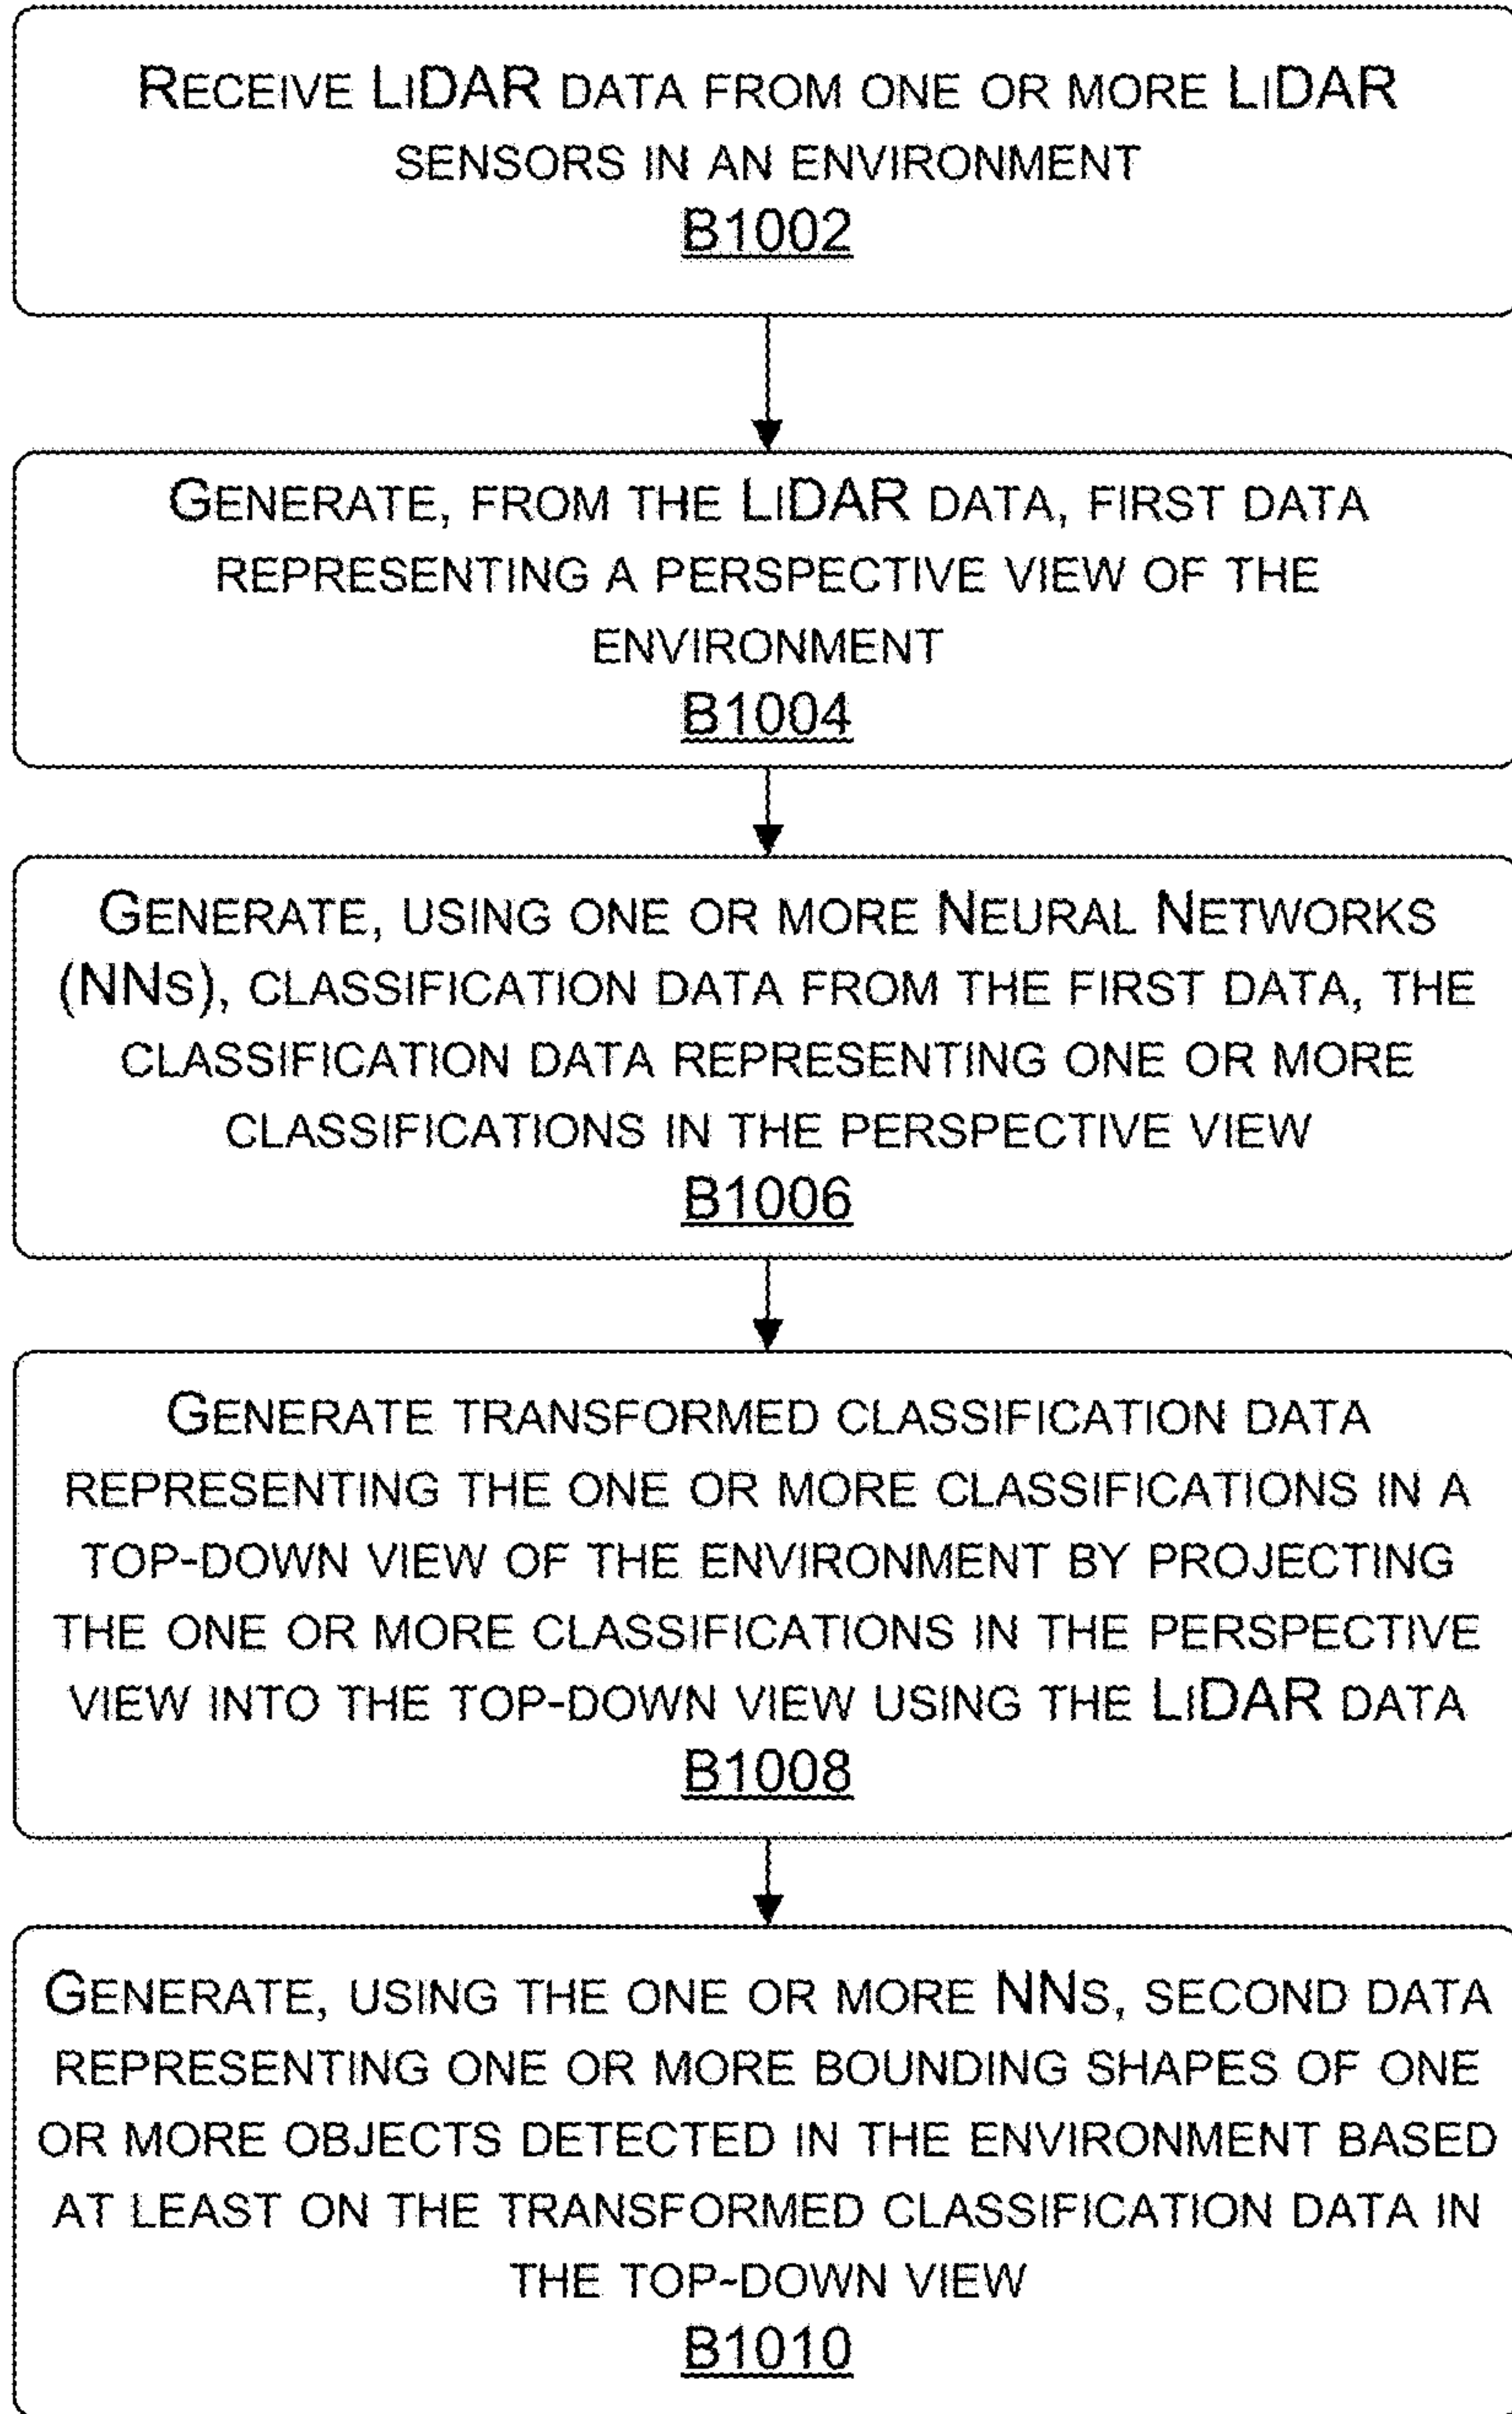 RECEIVE LiDAR DATA FROM ONE OR MORE LiDAR
SENSORS IN AN ENVIRONMENT
B1002
GENERATE, FROM THE LiDAR DATA, FIRST DATA
REPRESENTING A PERSPECTIVE VIEW OF THE
ENVIRONMENT
B1004
GENERATE, USING ONE OR MORE NEURAL NETWORKS
(NNs), CLASSIFICATION DATA FROM THE FIRST DATA, THE
CLASSIFICATION DATA REPRESENTING ONE OR MORE
CLASSIFICATIONS IN THE PERSPECTIVE VIEW
B1006
GENERATE TRANSFORMED CLASSIFICATION DATA
REPRESENTING THE ONE OR MORE CLASSIFICATIONS IN A
TOP-DOWN VIEW OF THE ENVIRONMENT BY PROJECTING
THE ONE OR MORE CLASSIFICATIONS IN THE PERSPECTIVE
VIEW INTO THE TOP-DOWN VIEW USING THE LiDAR DATA
B1008
GENERATE, USING THE ONE OR MORE NNs, SECOND DATA
REPRESENTING ONE OR MORE BOUNDING SHAPES OF ONE
OR MORE OBJECTS DETECTED IN THE ENVIRONMENT BASED
AT LEAST ON THE TRANSFORMED CLASSIFICATION DATA IN
THE TOP-DOWN VIEW
B1010